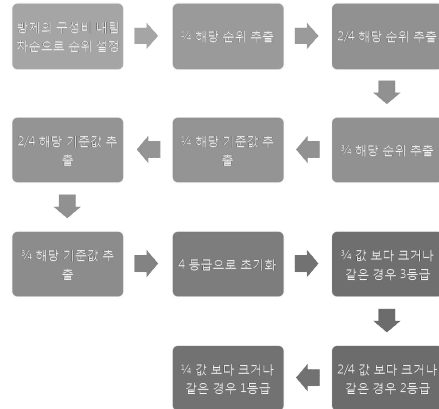 방제의 구성비 내림
차순으로 순위 설정
¼ 해당 순위 추출
2/4 해당 순위 추출
¾ 해당 순위 추출
¼ 해당 기준값 추
출
2/4 해당 기준값 추
출
¾ 해당 기준값 추
출
4 등급으로 초기화
¾ 값 보다 크거나
같은 경우 3등급
2/4 값 보다 크거나
같은 경우 2등급
¼ 값 보다 크거나
같은 경우 1등급